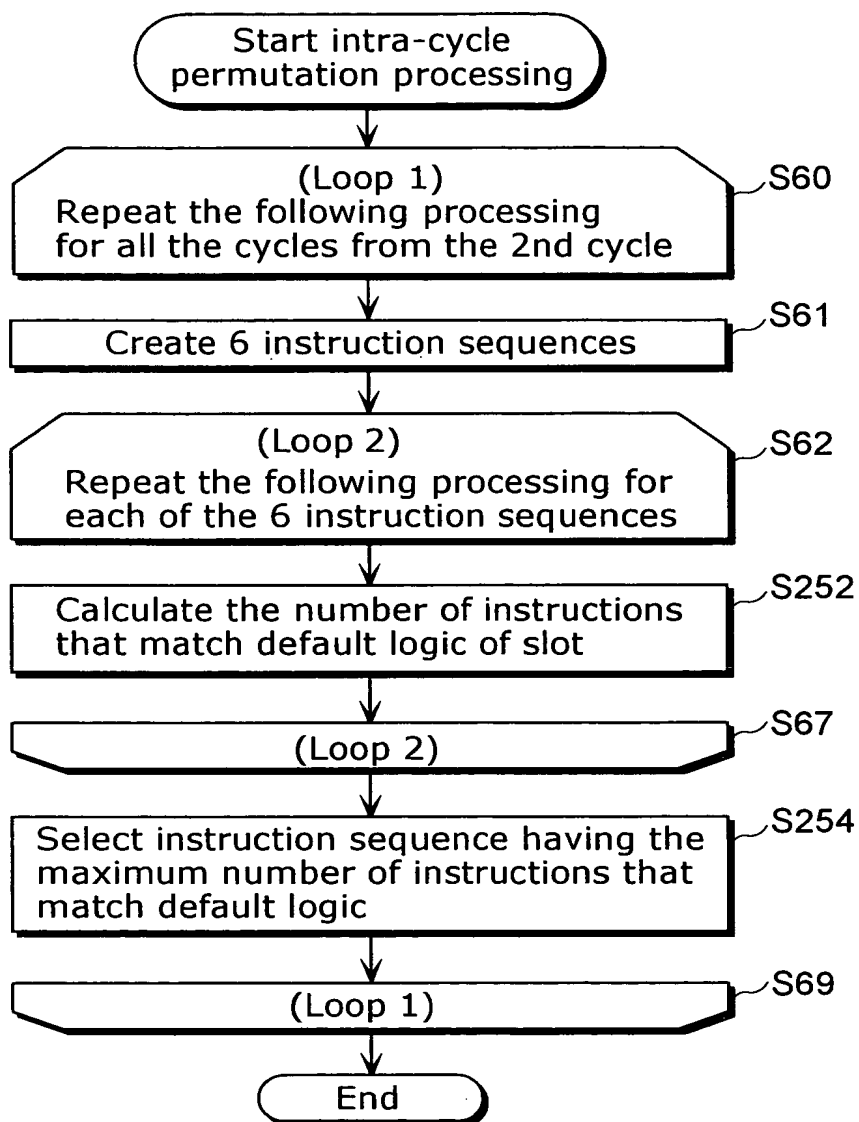 Start intra-cycle
permutation processing
(Loop 1)
Repeat the following processing
for all the cycles from the 2nd cycle
S60
Create 6 instruction sequences
S61
(Loop 2)
Repeat the following processing for
each of the 6 instruction sequences
S62
Calculate the number of instructions
that match default logic of slot
S252
(Loop 2)
S67
Select instruction sequence having the
maximum number of instructions that
match default logic
S254
(Loop 1)
S69
End